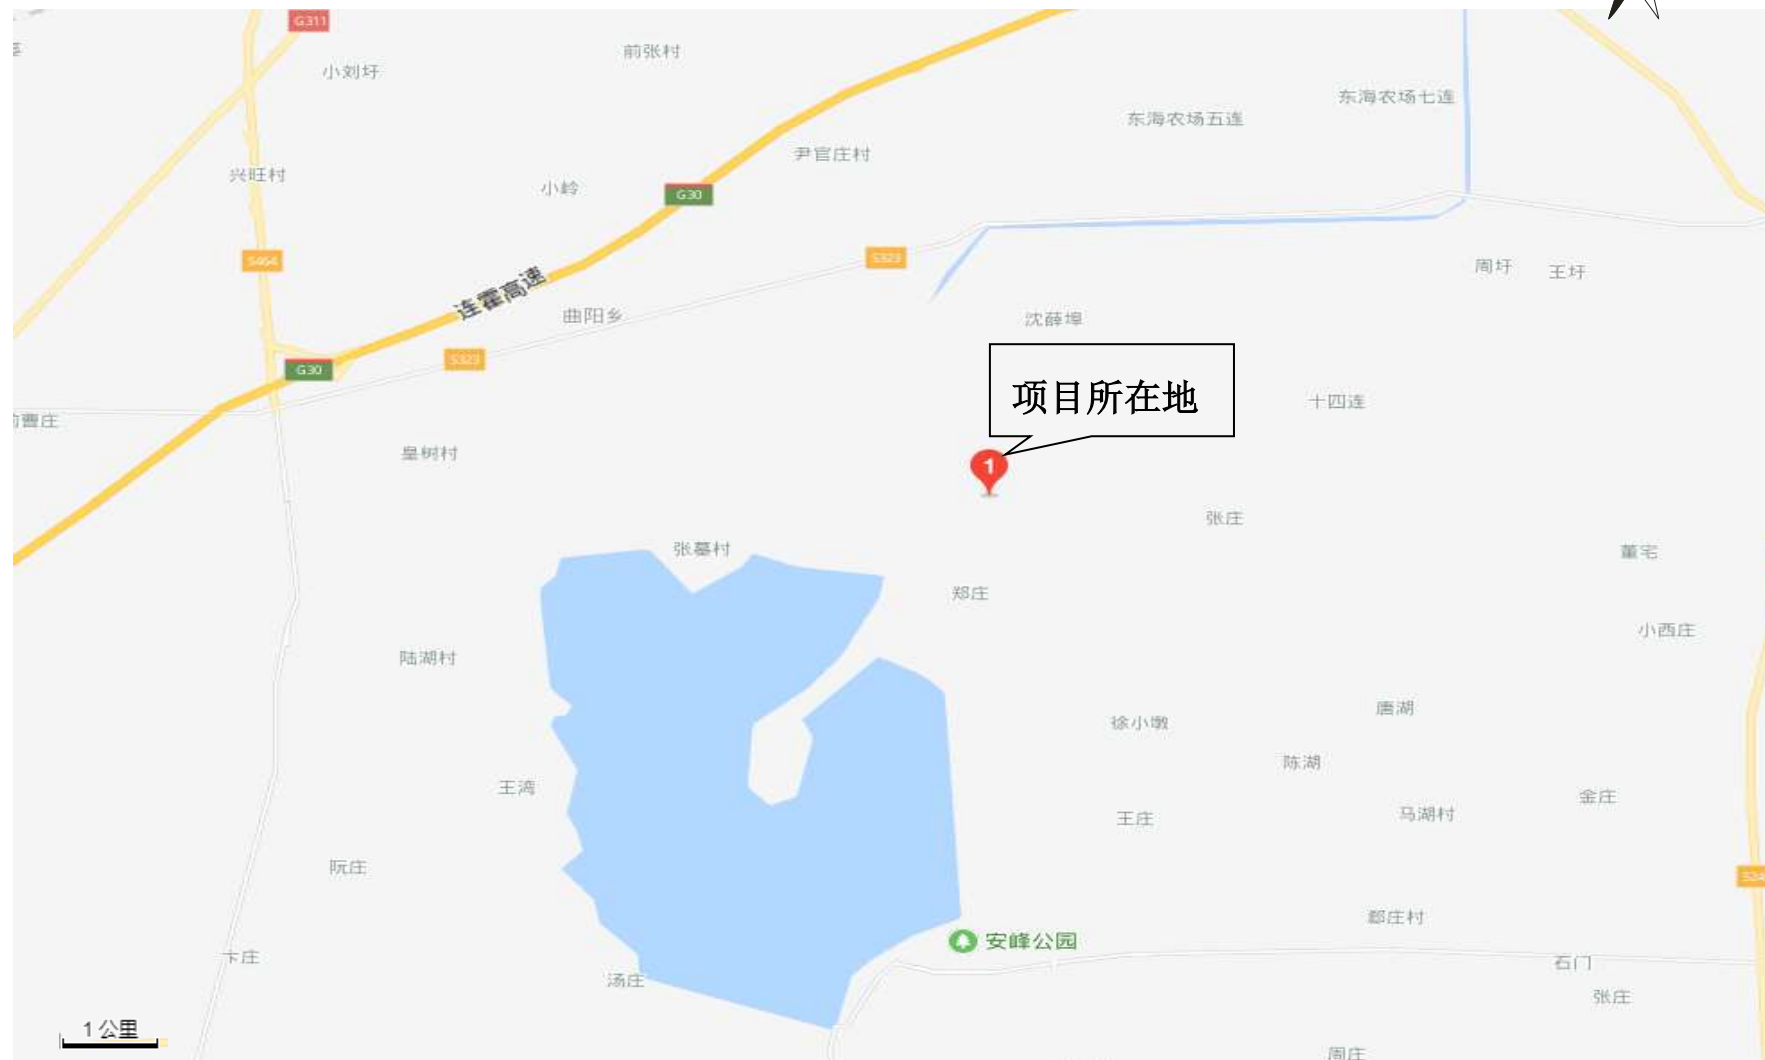 G311
前张村
小刘圩
东海农场七连
东海农场五连
尹官庄村
兴旺村
小岭
G30
S464
S323
周圩
王圩
连霍高速
曲阳乡
沈薛埠
S323
G30
项目所在地
十四连
曹庄
皇树村
1
张庄
张墓村
董宅
郑庄
小西庄
陆湖村
唐湖
徐小墩
陈湖
王湾
金庄
马湖村
王庄
阮庄
郄庄村
安峰公园
卞庄
石门
汤庄
张庄
1公里
周庄